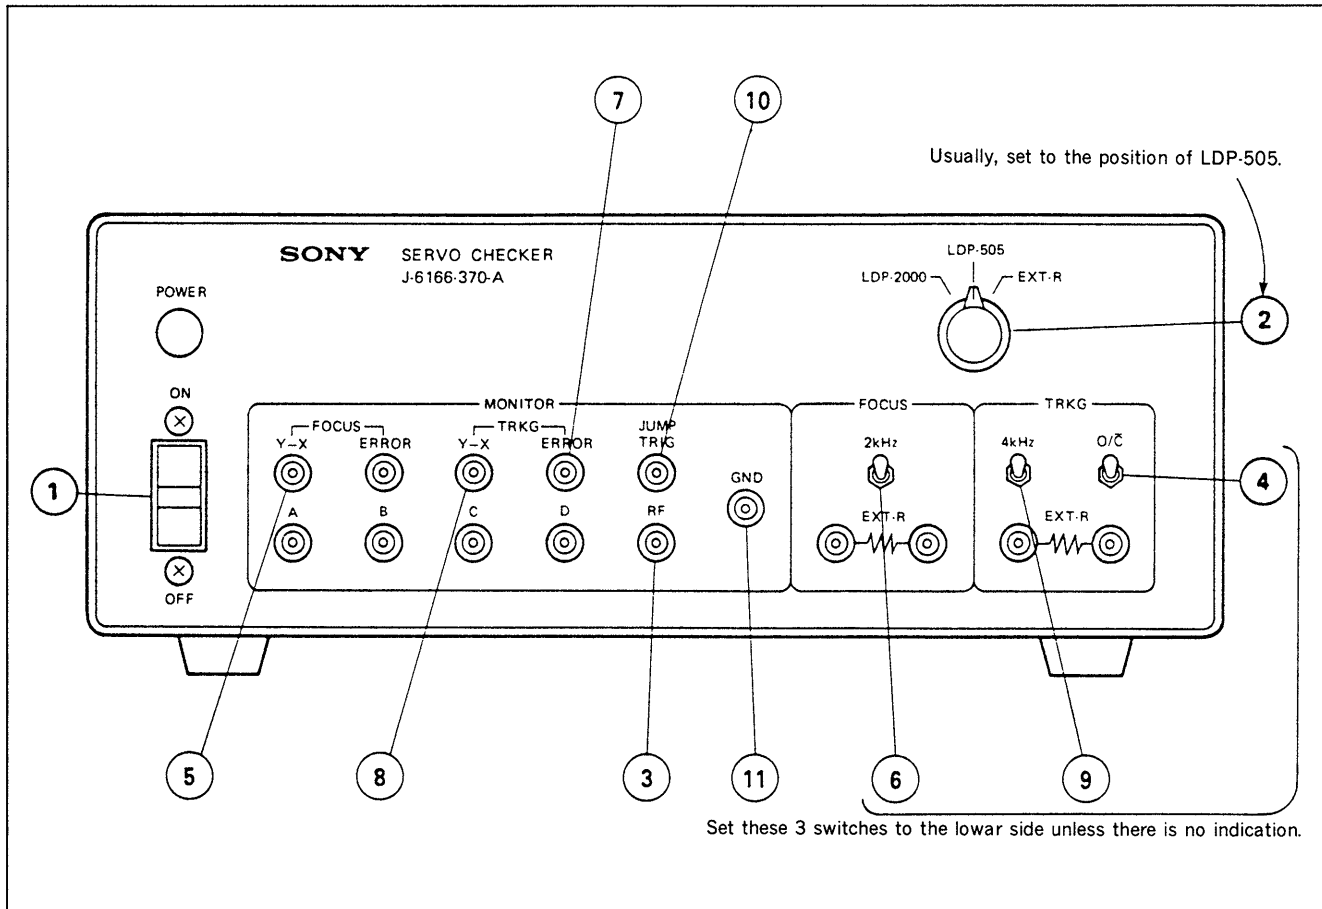 7 10
Usually, set to the position of LDP-505.
SONY SERVO CHECKER
J-6166-370-A
LDP-505
LDP-2000 EXT-R
POWER
2
ON
MONITOR FOCUS TRKG
FOCUS TRKG JUMP
Y-X ERROR Y-X ERROR TRIG 2kHz 4kHz O/C̄
1 GND 4
A B C D RF EXT-R EXT-R
OFF
5 8 3 11 6 9
Set these 3 switches to the lowar side unless there is no indication.